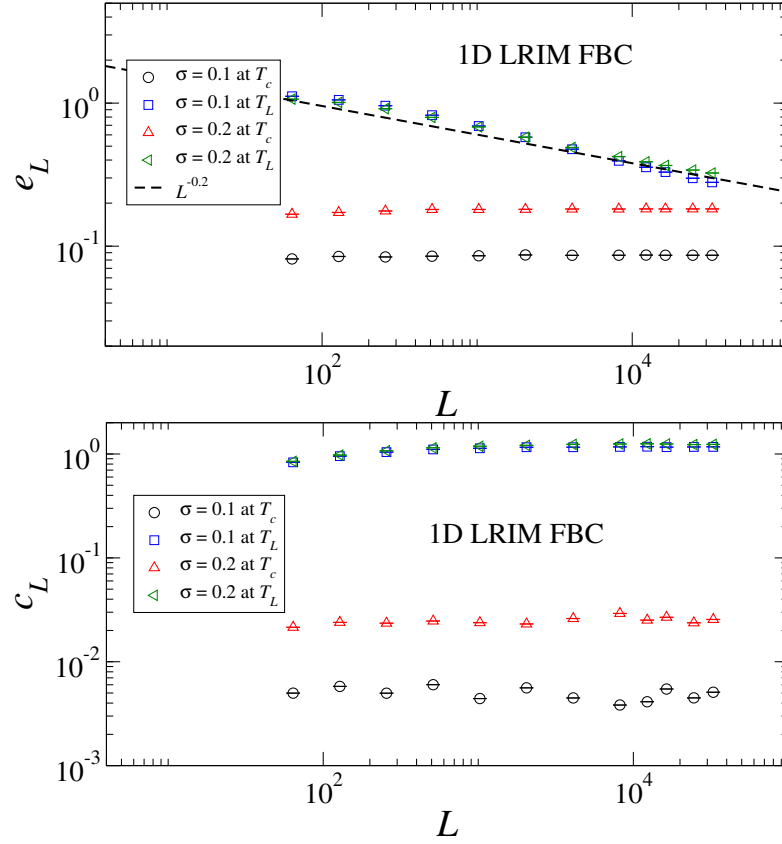 1D LRIM FBC
σ = 0.1 at T_c
σ = 0.1 at T_L
σ = 0.2 at T_c
σ = 0.2 at T_L
L^{-0.2}
10^0
10^{-1}
e_L
10^2
10^4
L
10^0
10^{-1}
10^{-2}
10^{-3}
c_L
σ = 0.1 at T_c
σ = 0.1 at T_L
σ = 0.2 at T_c
σ = 0.2 at T_L
1D LRIM FBC
10^2
10^4
L